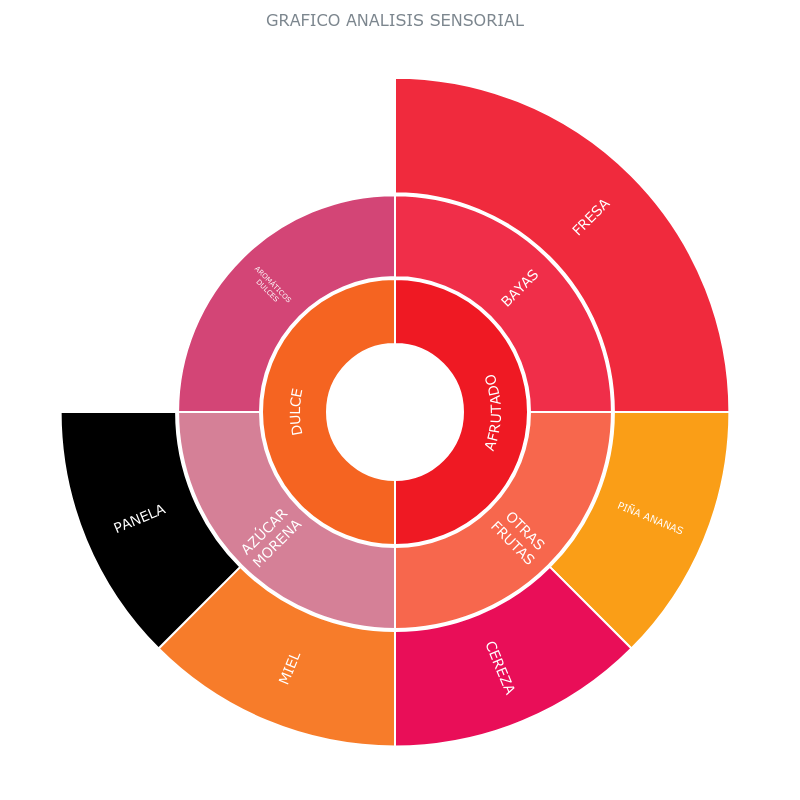 GRAFICO ANALISIS SENSORIAL
FRESA
BAYAS
AROMÁTICOS
DULCES
DULCE
AFRUTADO
PANELA
AZÚCAR
MORENA
OTRAS
FRUTAS
PIÑA ANANAS
MIEL
CEREZA